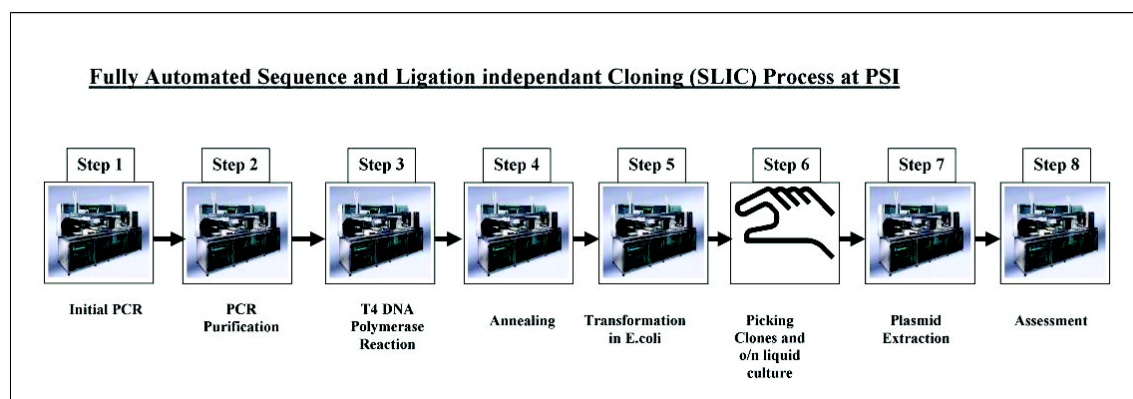 Fully Automated Sequence and Ligation independant Cloning (SLIC) Process at PSI
Step 1
Step 2
Step 3
Step 4
Step 5
Step 6
Step 7
Step 8
Initial PCR
PCR
Purification
T4 DNA
Polymerase
Reaction
Annealing
Transformation
in E.coli
Picking
Clones and
o/n liquid
culture
Plasmid
Extraction
Assessment